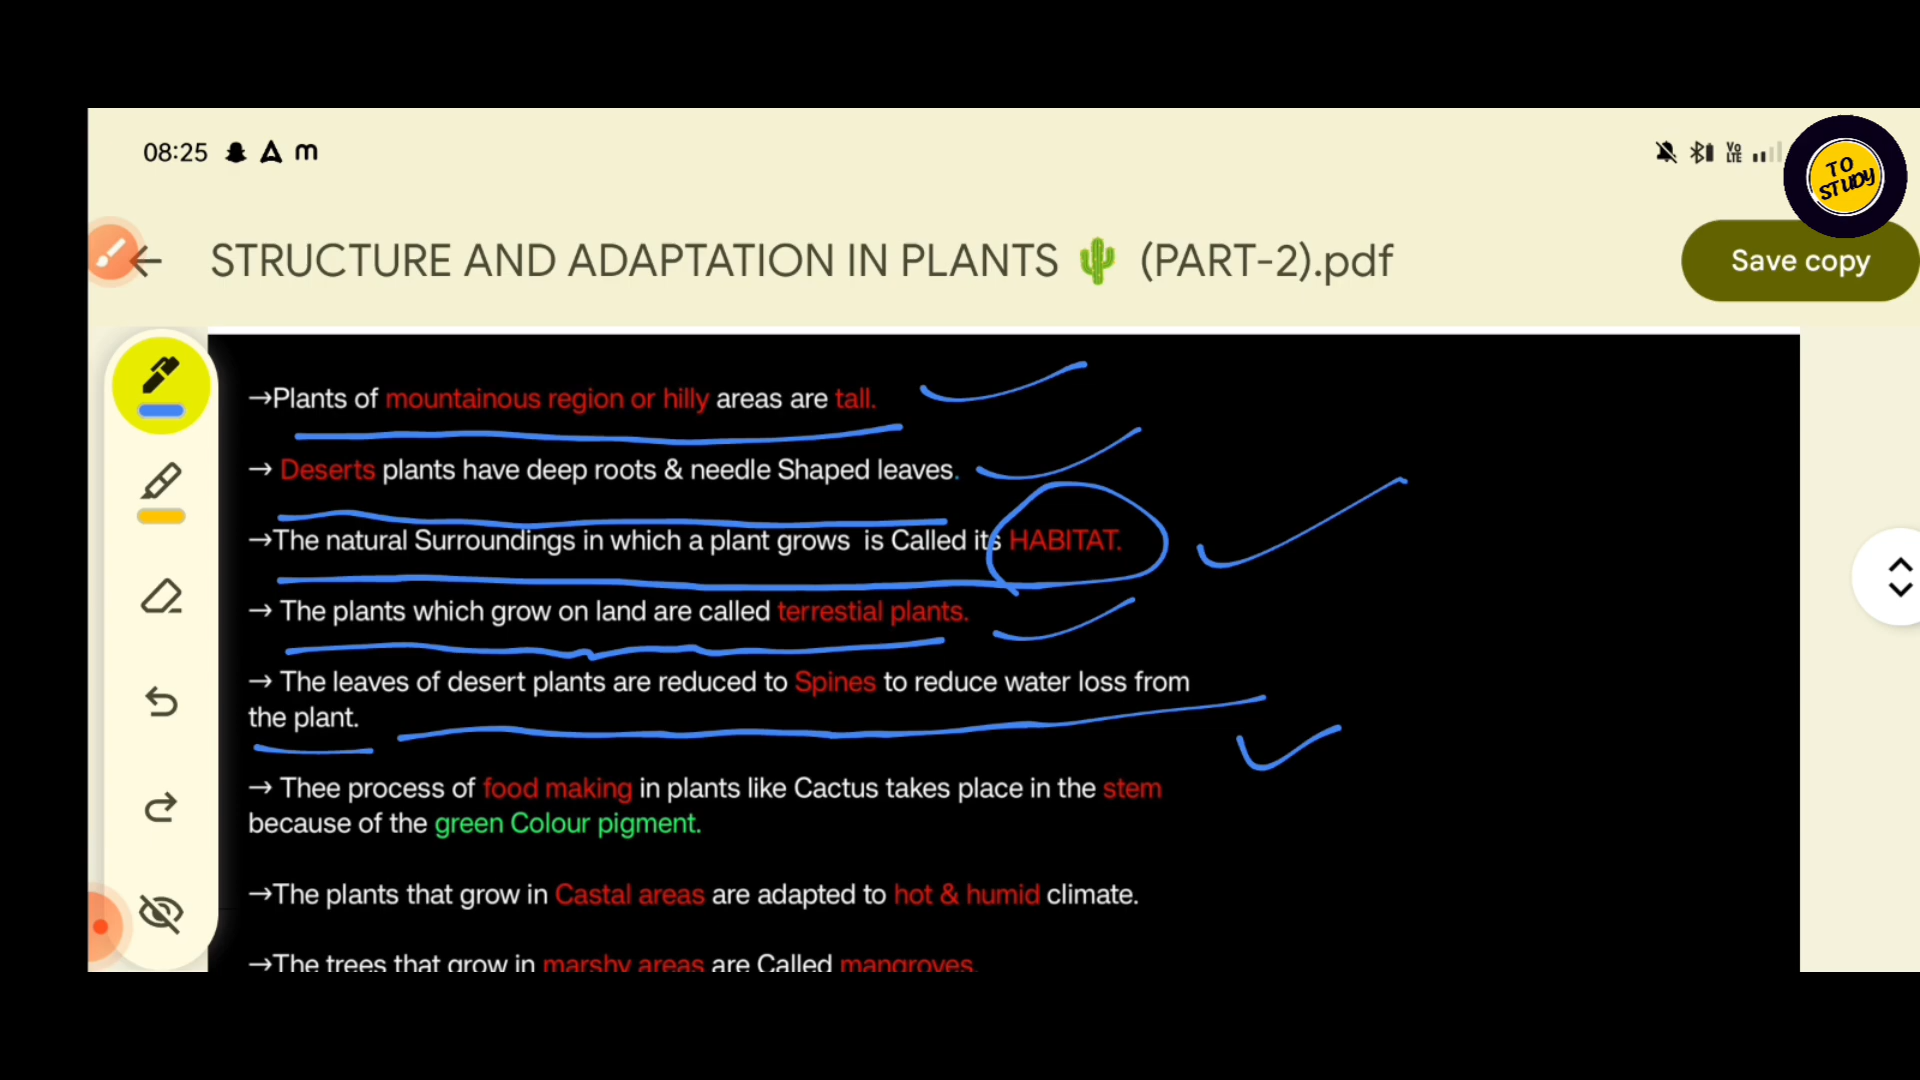 08:25
Vo
LTE
TO
STUDY
STRUCTURE AND ADAPTATION IN PLANTS 🌵 (PART-2).pdf
Save copy
→Plants of mountainous region or hilly areas are tall.
→ Deserts plants have deep roots & needle Shaped leaves.
→The natural Surroundings in which a plant grows is Called its HABITAT.
→ The plants which grow on land are called terrestial plants.
→ The leaves of desert plants are reduced to Spines to reduce water loss from
the plant.
→ Thee process of food making in plants like Cactus takes place in the stem
because of the green Colour pigment.
→The plants that grow in Castal areas are adapted to hot & humid climate.
→The trees that grow in marshy areas are Called mangroves.